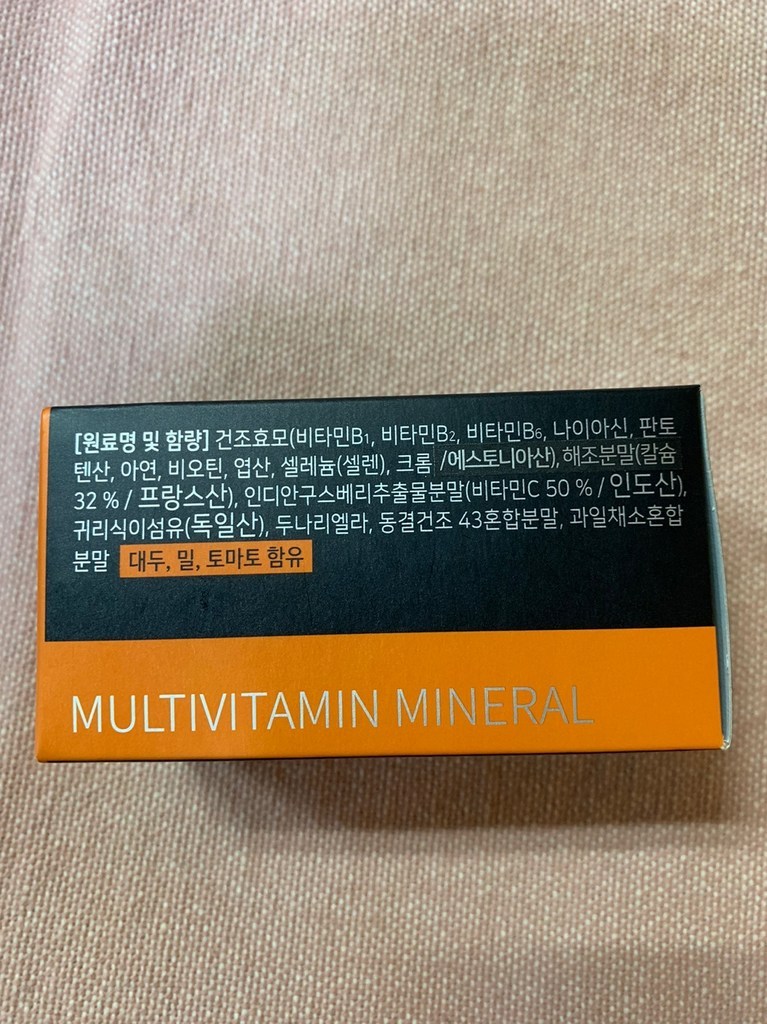 [원료명 및 함량] 건조효모(비타민B₁, 비타민B₂, 비타민B₆, 나이아신, 판토
텐산, 아연, 비오틴, 엽산, 셀레늄(셀렌), 크롬 /에스토니아산), 해조분말(칼슘
32 % / 프랑스산), 인디안구스베리추출물분말(비타민C 50 % / 인도산),
귀리식이섬유(독일산), 두나리엘라, 동결건조 43혼합분말, 과일채소혼합
분말 대두, 밀, 토마토 함유
MULTIVITAMIN MINERAL